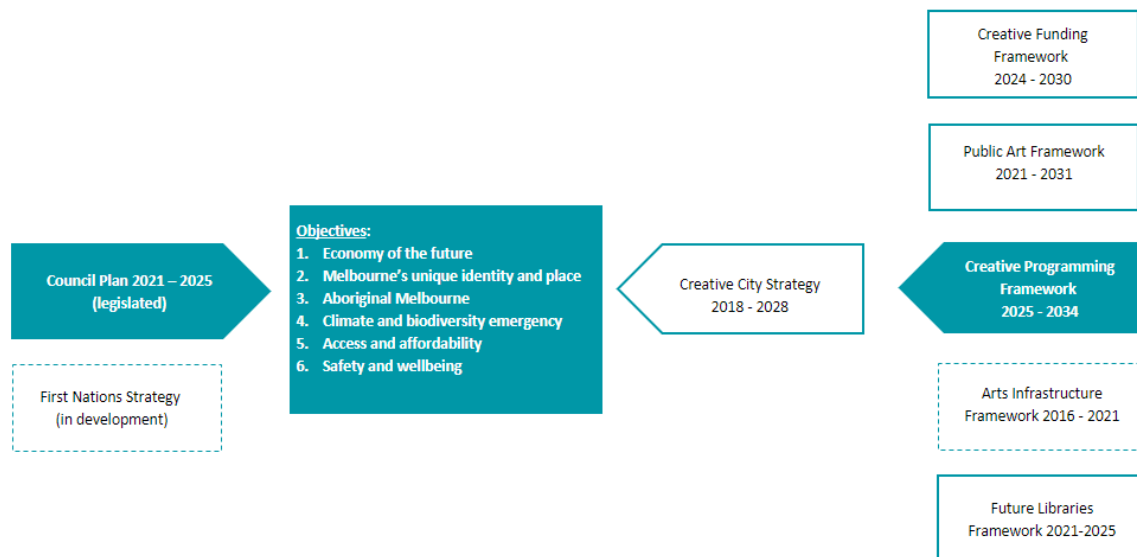 Council Plan 2021 – 2025
(legislated)
First Nations Strategy
(in development)
Objectives:
1. Economy of the future
2. Melbourne's unique identity and place
3. Aboriginal Melbourne
4. Climate and biodiversity emergency
5. Access and affordability
6. Safety and wellbeing
Creative City Strategy
2018 - 2028
Creative Funding
Framework
2024 - 2030
Public Art Framework
2021 - 2031
Creative Programming
Framework
2025 - 2034
Arts Infrastructure
Framework 2016 - 2021
Future Libraries
Framework 2021-2025